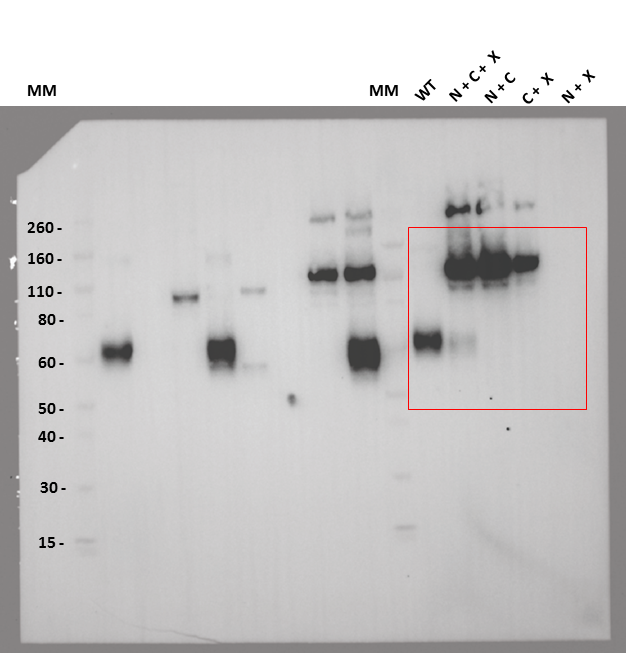 MM
MM
WT
N + C + X
N + C
C + X
N + X
260 -
160 -
110 -
80 -
60 -
50 -
40 -
30 -
15 -